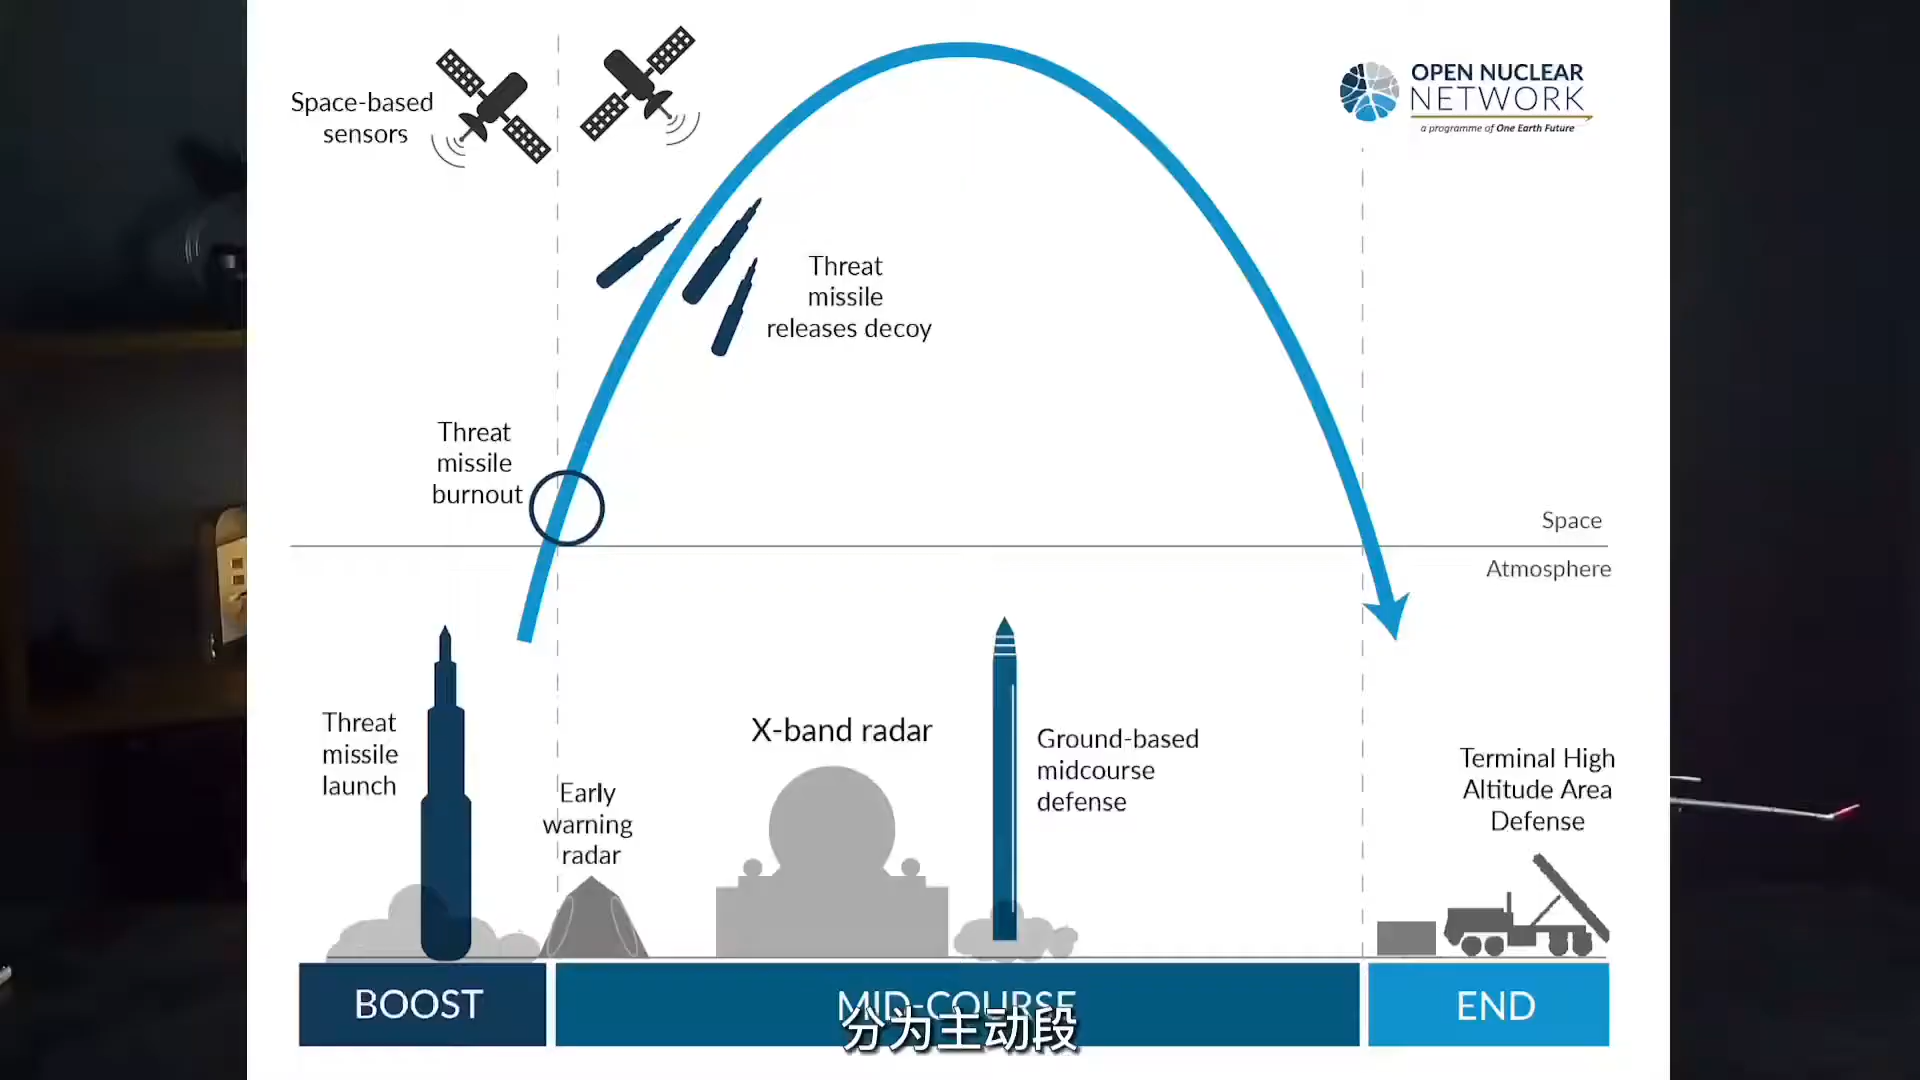 Space-based
sensors
OPEN NUCLEAR
NETWORK
a programme of One Earth Future
Threat
missile
releases decoy
Threat
missile
burnout
Space
Atmosphere
Threat
missile
launch
Early
warning
radar
X-band radar
Ground-based
midcourse
defense
Terminal High
Altitude Area
Defense
BOOST
MID-COURSE
END
分为主动段